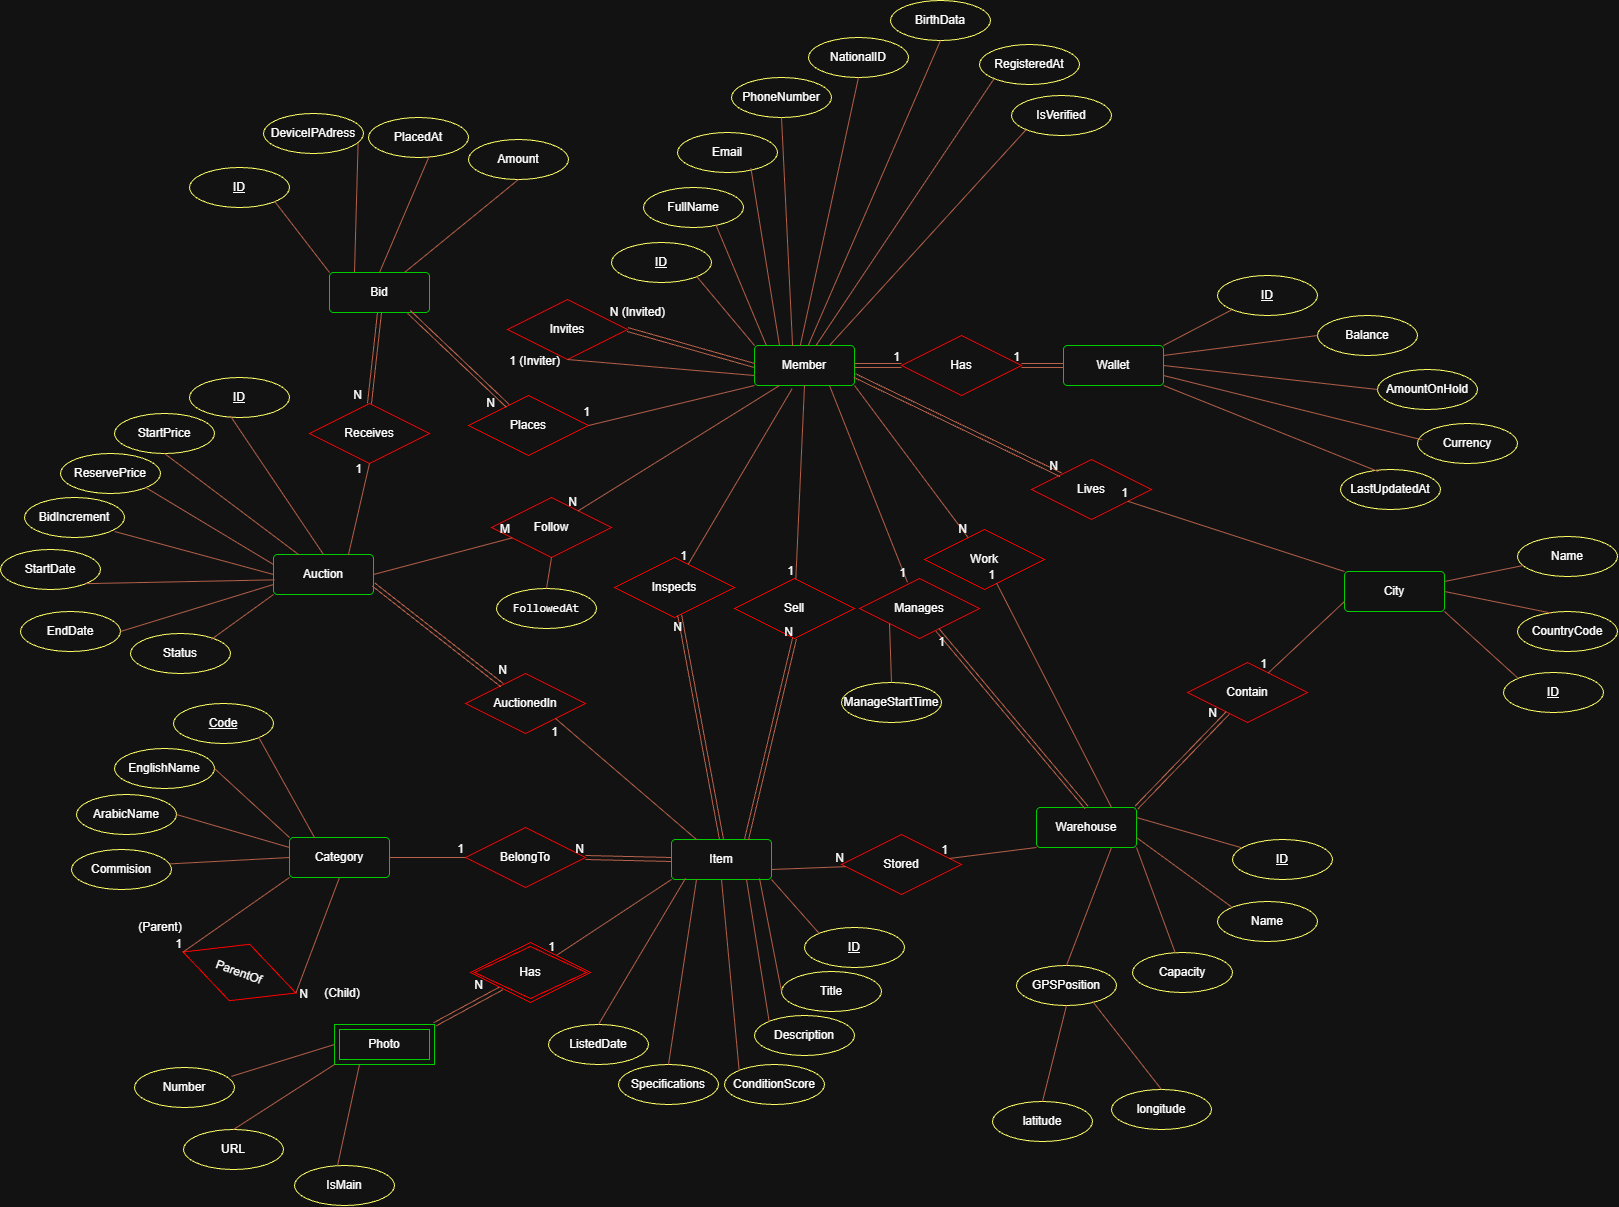 BirthData
NationalID
RegisteredAt
PhoneNumber
IsVerified
DeviceIPAdress
PlacedAt
Email
Amount
ID
FullName
ID
Bid
ID
N (Invited)
Invites
1 (Inviter)
Balance
Member
1
Has
1
Wallet
AmountOnHold
ID
N
N
1
StartPrice
Receives
Places
Currency
1
ReservePrice
N
Lives
1
LastUpdatedAt
BidIncrement
N
M
Follow
N
Name
StartDate
Auction
1
Inspects
1
1
Work
1
City
FollowedAt
Sell
Manages
EndDate
N
N
1
CountryCode
Status
N
1
Contain
ID
AuctionedIn
ManageStartTime
N
Code
1
EnglishName
ArabicName
Warehouse
Category
1
BelongTo
N
Item
N
Stored
1
ID
Commision
(Parent)
1
Name
ParentOf
N
(Child)
1
Has
N
ID
Capacity
GPSPosition
Title
Photo
ListedDate
Description
Number
Specifications
ConditionScore
longitude
latitude
URL
IsMain